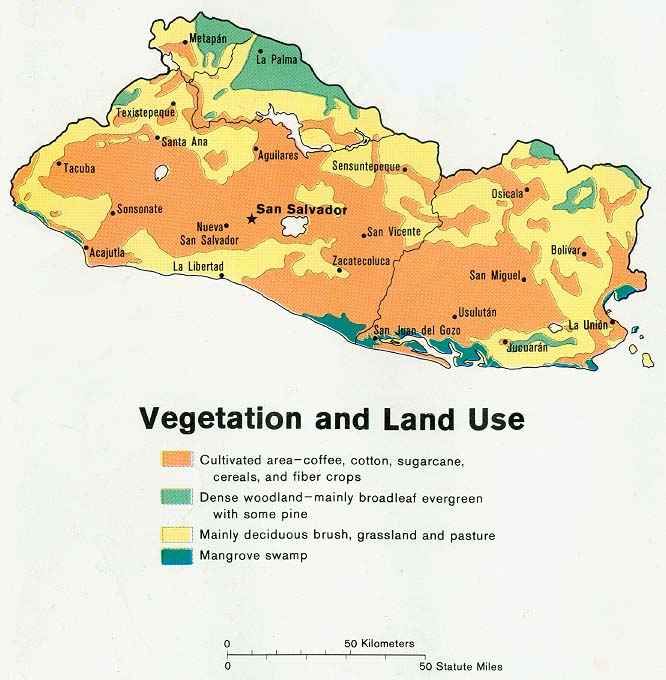 Metapán
La Palma
Texistepeque
Santa Ana
Aguilares
Tacuba
Sensuntepeque
Osicala
Sonsonate
San Salvador
Nueva
San Salvador
San Vicente
Acajutla
La Libertad
Zacatecoluca
Bolivar
San Miguel
Usulután
La Unión
San Juan del Gozo
Jucuarán
Vegetation and Land Use
Cultivated area—coffee, cotton, sugarcane,
cereals, and fiber crops
Dense woodland—mainly broadleaf evergreen
with some pine
Mainly deciduous brush, grassland and pasture
Mangrove swamp
0 50 Kilometers
0 50 Statute Miles